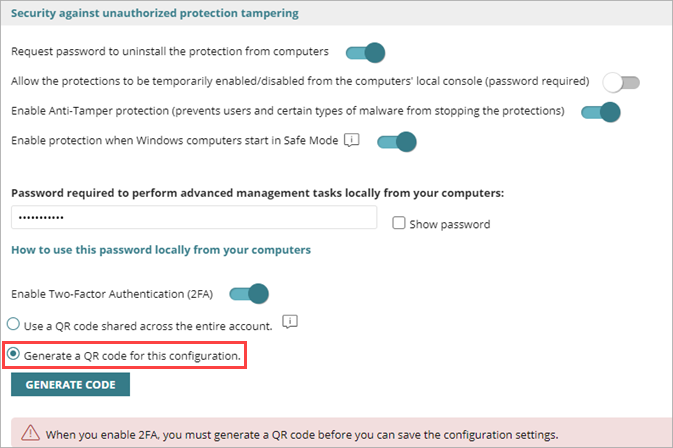 Security against unauthorized protection tampering
Request password to uninstall the protection from computers
Allow the protections to be temporarily enabled/disabled from the computers' local console (password required)
Enable Anti-Tamper protection (prevents users and certain types of malware from stopping the protections)
Enable protection when Windows computers start in Safe Mode
Password required to perform advanced management tasks locally from your computers:
•••••••••••
Show password
How to use this password locally from your computers
Enable Two-Factor Authentication (2FA)
Use a QR code shared across the entire account.
Generate a QR code for this configuration.
GENERATE CODE
When you enable 2FA, you must generate a QR code before you can save the configuration settings.